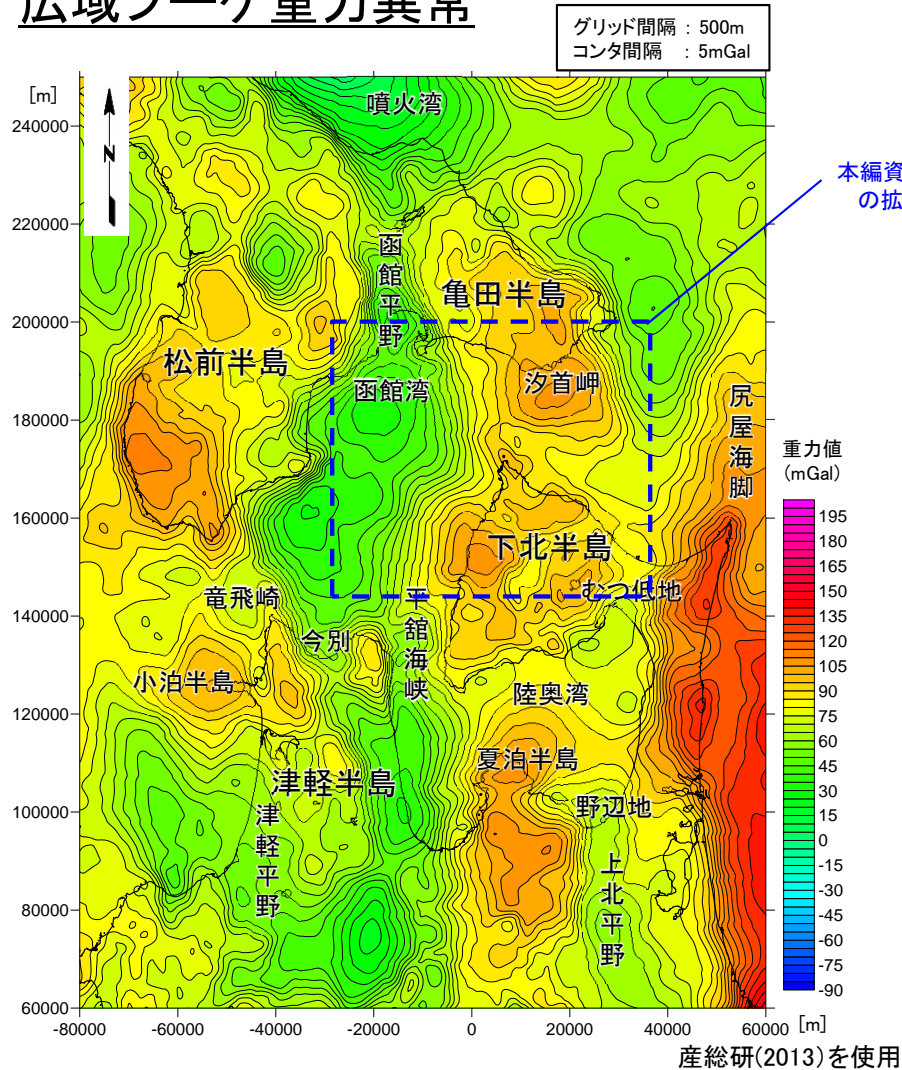 広域ブーゲ重力異常
グリッド間隔 : 500m
コンタ間隔 : 5mGal
[m]
N
240000
220000
200000
180000
160000
140000
120000
100000
80000
60000
-80000
-60000
-40000
-20000
0
20000
40000
60000
[m]
噴火湾
函館平野
亀田半島
松前半島
函館湾
汐首岬
尻屋海脚
下北半島
むつ低地
竜飛崎
平舘海峡
今別
小泊半島
陸奥湾
夏泊半島
津軽半島
野辺地
津軽平野
上北平野
本編資
の拡
重力値
(mGal)
195
180
165
150
135
120
105
90
75
60
45
30
15
0
-15
-30
-45
-60
-75
-90
産総研(2013)を使用